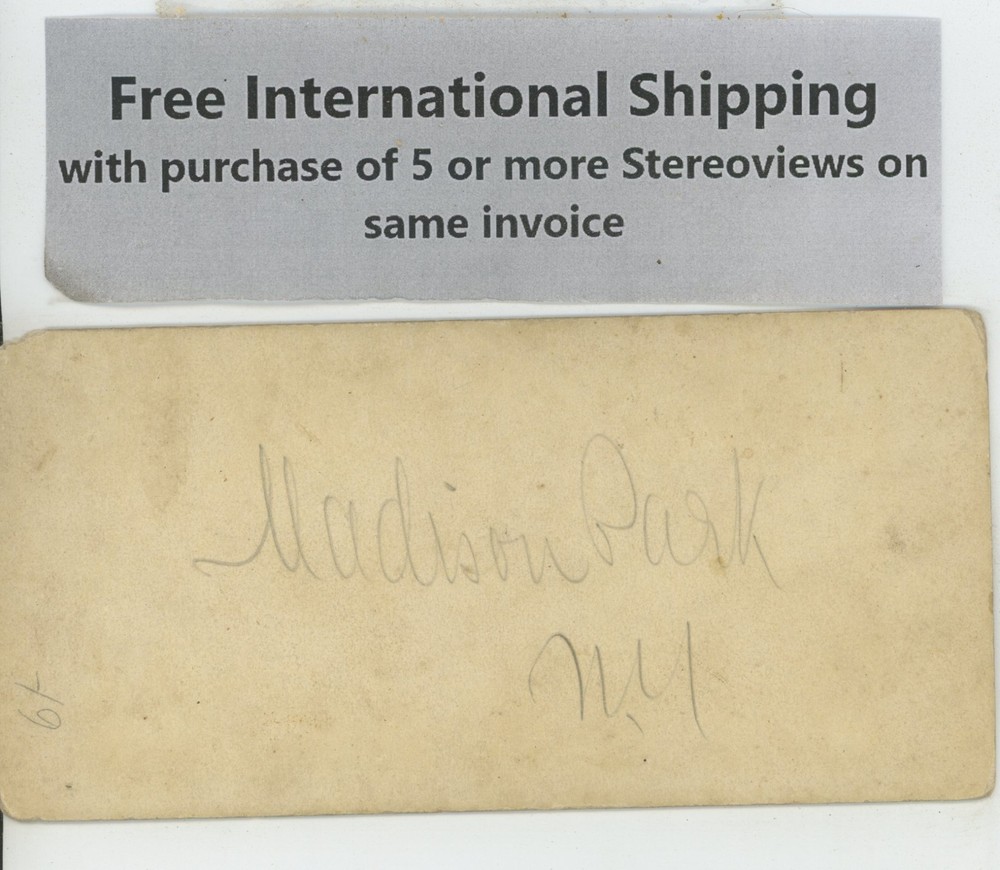 Free International Shipping
with purchase of 5 or more Stereoviews on
same invoice
Madison Park
N.Y